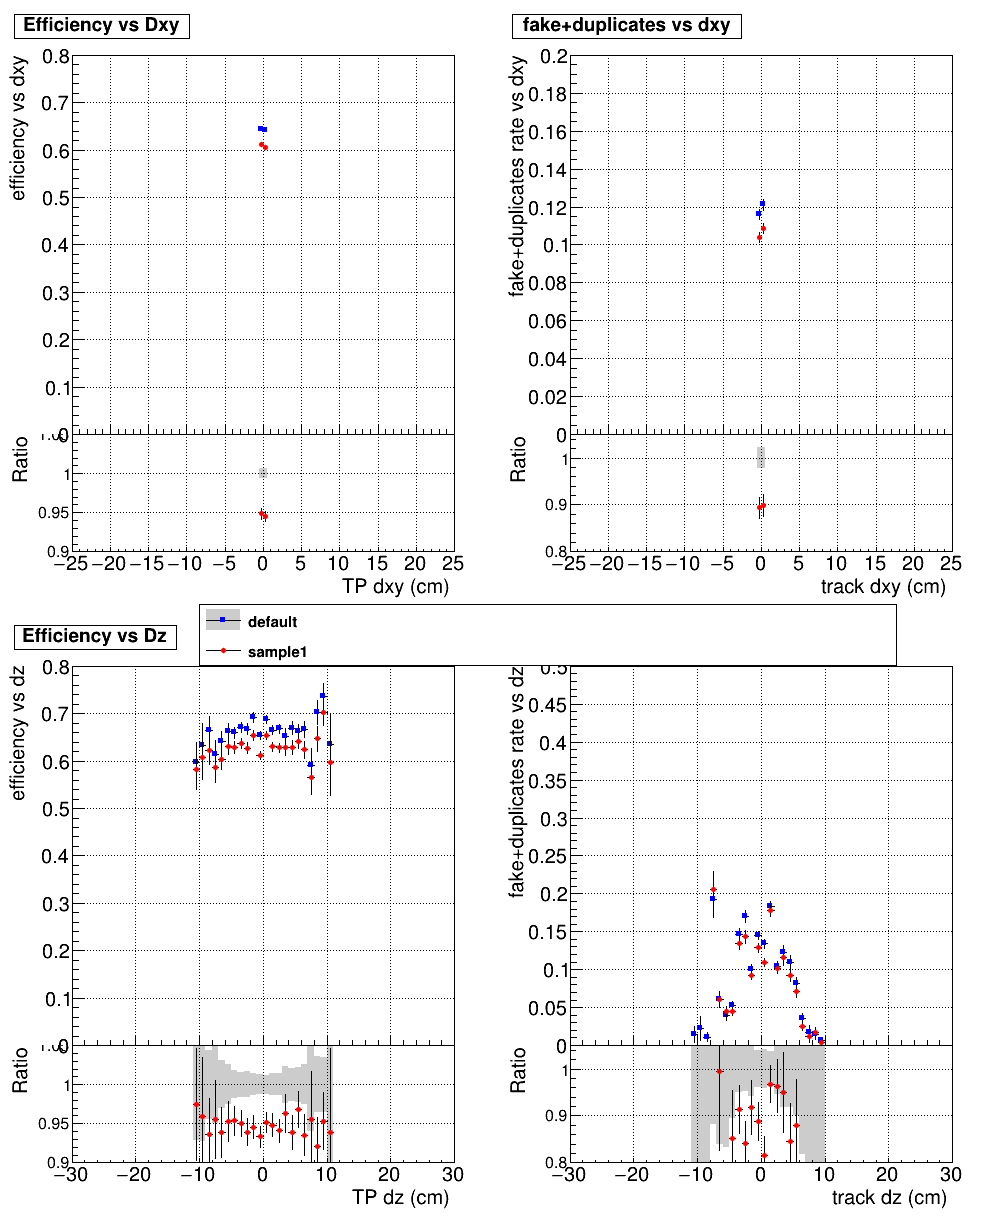 Efficiency vs Dxy
efficiency vs dxy
0.8
0.7
0.6
0.5
0.4
0.3
0.2
0.1
0
Ratio
1
0.95
0.9
−25 −20 −15 −10 −5 0 5 10 15 20 25
TP dxy (cm)
fake+duplicates vs dxy
fake+duplicates rate vs dxy
0.2
0.18
0.16
0.14
0.12
0.1
0.08
0.06
0.04
0.02
0
Ratio
1
0.9
0.8
−25 −20 −15 −10 −5 0 5 10 15 20 25
track dxy (cm)
default
sample1
Efficiency vs Dz
efficiency vs dz
0.8
0.7
0.6
0.5
0.4
0.3
0.2
0.1
0
Ratio
1
0.95
0.9
−30 −20 −10 0 10 20 30
TP dz (cm)
fake+duplicates rate vs dz
0.5
0.45
0.4
0.35
0.3
0.25
0.2
0.15
0.1
0.05
0
Ratio
1
0.9
0.8
−30 −20 −10 0 10 20 30
track dz (cm)